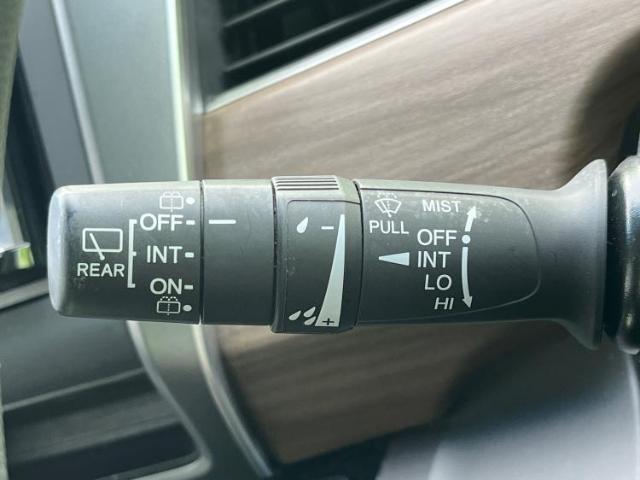 OFF
INT
ON
REAR
−
+
PULL
MIST
OFF
INT
LO
HI